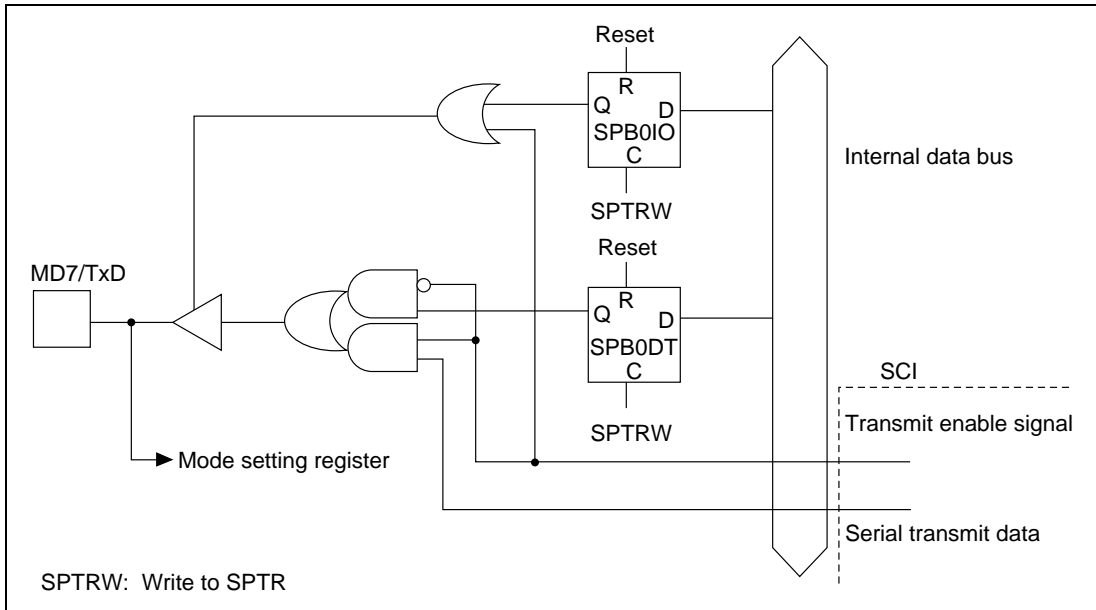 Reset
R
Q
D
SPB0IO
C
SPTRW
Internal data bus
Reset
MD7/TxD
R
Q
D
SPB0DT
C
SPTRW
SCI
Transmit enable signal
Mode setting register
Serial transmit data
SPTRW: Write to SPTR